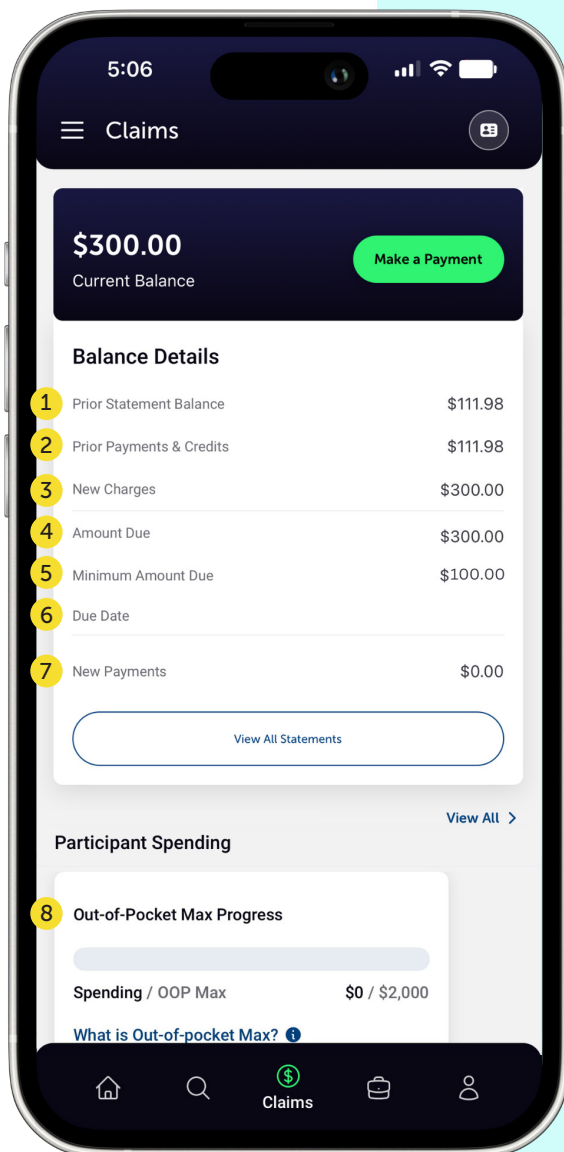 5:06
Claims
$300.00
Current Balance
Make a Payment
Balance Details
1 Prior Statement Balance $111.98
2 Prior Payments & Credits $111.98
3 New Charges $300.00
4 Amount Due $300.00
5 Minimum Amount Due $100.00
6 Due Date
7 New Payments $0.00
View All Statements
View All
Participant Spending
8 Out-of-Pocket Max Progress
Spending / OOP Max $0 / $2,000
What is Out-of-pocket Max?
Claims